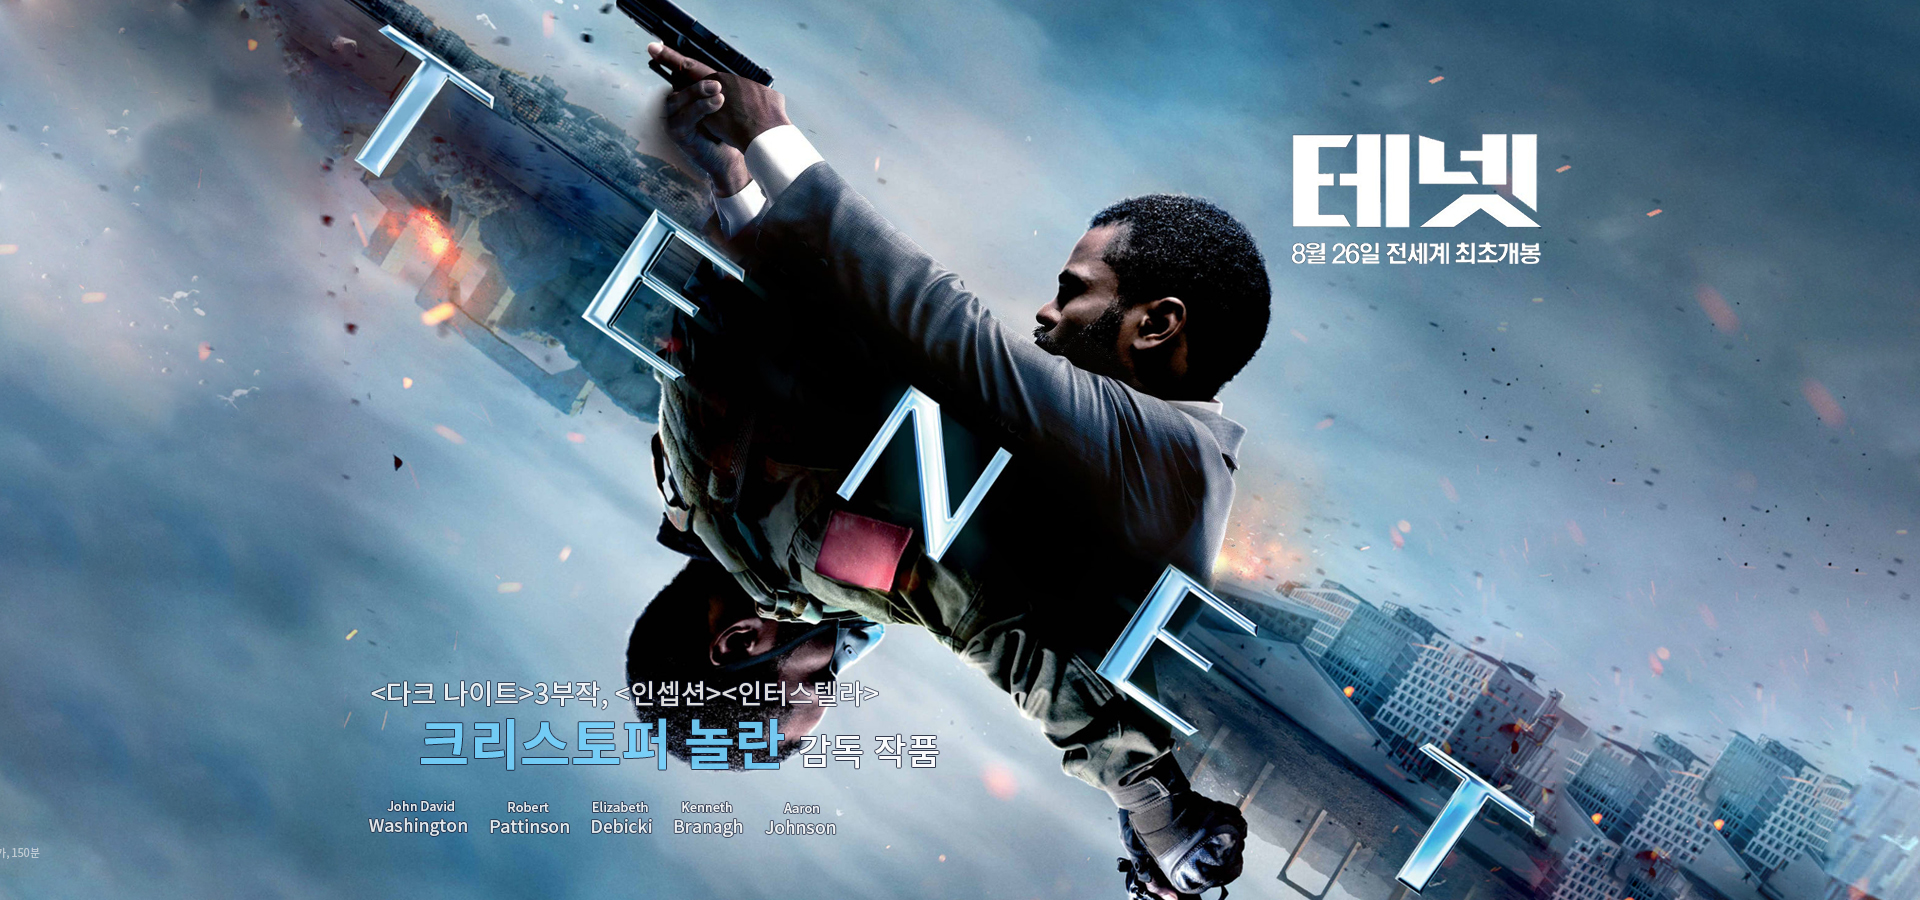 TENET
테넷
8월 26일 전세계 최초개봉
<다크 나이트>3부작, <인셉션><인터스텔라>
크리스토퍼 놀란 감독 작품
John David Washington
Robert Pattinson
Elizabeth Debicki
Kenneth Branagh
Aaron Johnson
가, 150분